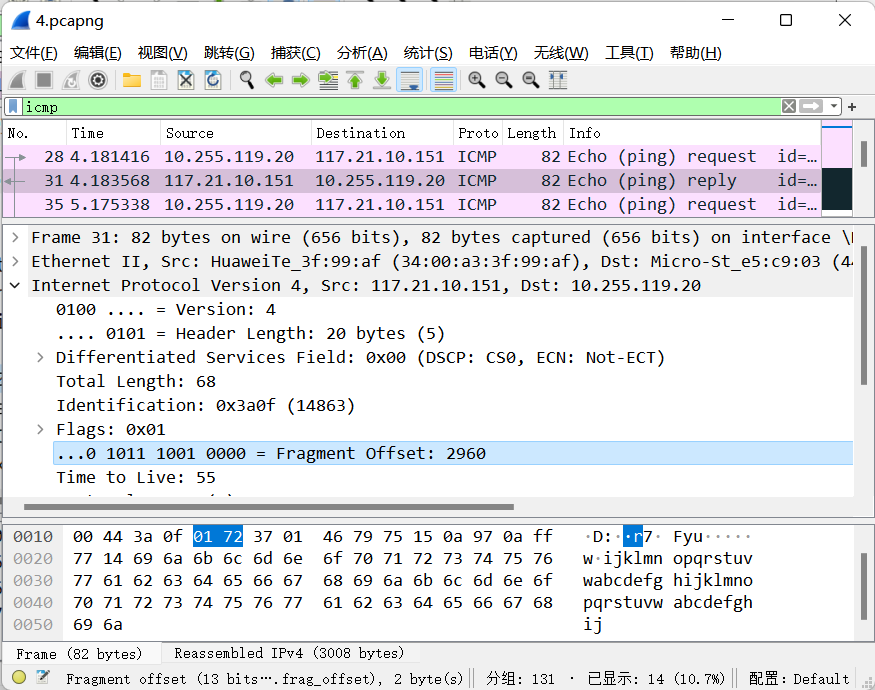 4.pcapng
文件(F) 编辑(E) 视图(V) 跳转(G) 捕获(C) 分析(A) 统计(S) 电话(Y) 无线(W) 工具(T) 帮助(H)
icmp
No. Time Source Destination Proto Length Info
28 4.181416 10.255.119.20 117.21.10.151 ICMP 82 Echo (ping) request id=…
31 4.183568 117.21.10.151 10.255.119.20 ICMP 82 Echo (ping) reply id=…
35 5.175338 10.255.119.20 117.21.10.151 ICMP 82 Echo (ping) request id=…
Frame 31: 82 bytes on wire (656 bits), 82 bytes captured (656 bits) on interface \
Ethernet II, Src: HuaweiTe_3f:99:af (34:00:a3:3f:99:af), Dst: Micro-St_e5:c9:03 (44
Internet Protocol Version 4, Src: 117.21.10.151, Dst: 10.255.119.20
0100 .... = Version: 4
.... 0101 = Header Length: 20 bytes (5)
Differentiated Services Field: 0x00 (DSCP: CS0, ECN: Not-ECT)
Total Length: 68
Identification: 0x3a0f (14863)
Flags: 0x01
...0 1011 1001 0000 = Fragment Offset: 2960
Time to Live: 55
0010 00 44 3a 0f 01 72 37 01 46 79 75 15 0a 97 0a ff ·D:··r7· Fyu·····
0020 77 14 69 6a 6b 6c 6d 6e 6f 70 71 72 73 74 75 76 w·ijklmn opqrstuv
0030 77 61 62 63 64 65 66 67 68 69 6a 6b 6c 6d 6e 6f wabcdefg hijklmno
0040 70 71 72 73 74 75 76 77 61 62 63 64 65 66 67 68 pqrstuvw abcdefgh
0050 69 6a ij
Frame (82 bytes) Reassembled IPv4 (3008 bytes)
Fragment offset (13 bits⋯.frag_offset), 2 byte(s) 分组: 131 · 已显示: 14 (10.7%) 配置: Default